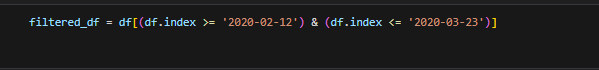 filtered_df = df[(df.index >= '2020-02-12') & (df.index <= '2020-03-23')]